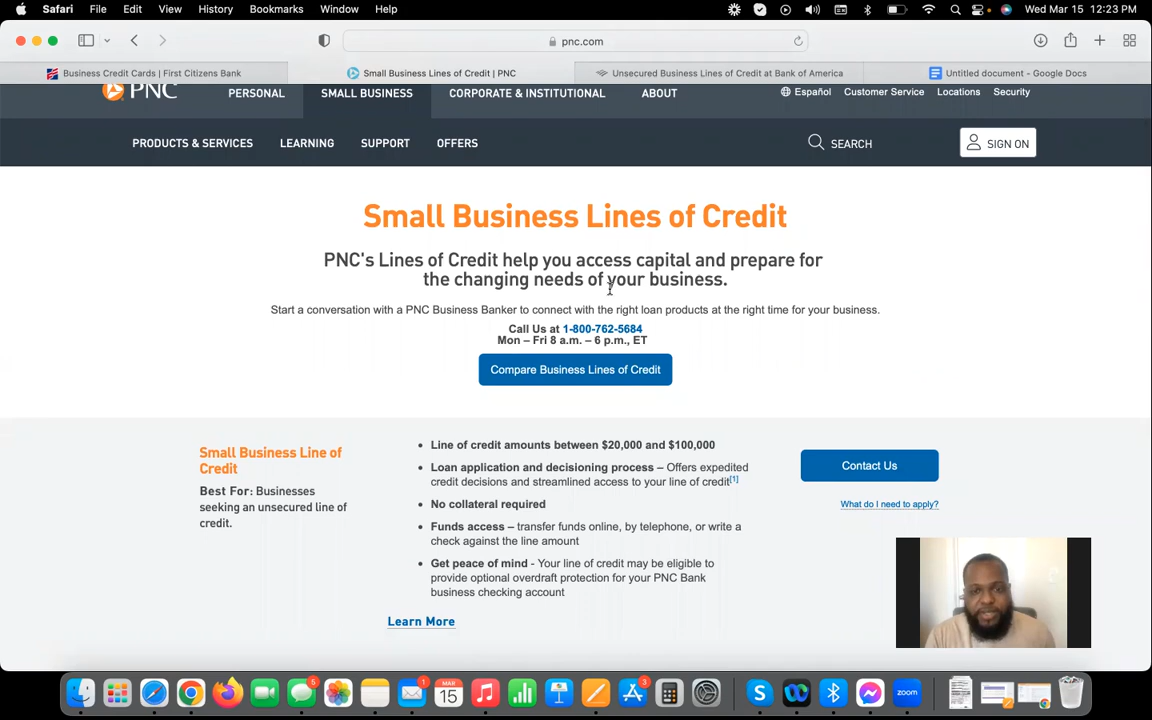 Safari File Edit View History Bookmarks Window Help Wed Mar 15 12:23 PM
pnc.com
Business Credit Cards | First Citizens Bank Small Business Lines of Credit | PNC Unsecured Business Lines of Credit at Bank of America Untitled document - Google Docs
PNC PERSONAL SMALL BUSINESS CORPORATE & INSTITUTIONAL ABOUT Español Customer Service Locations Security
PRODUCTS & SERVICES LEARNING SUPPORT OFFERS SEARCH SIGN ON
Small Business Lines of Credit
PNC's Lines of Credit help you access capital and prepare for
the changing needs of your business.
Start a conversation with a PNC Business Banker to connect with the right loan products at the right time for your business.
Call Us at 1-800-762-5684
Mon – Fri 8 a.m. – 6 p.m., ET
Compare Business Lines of Credit
Small Business Line of
Credit
Best For: Businesses
seeking an unsecured line of
credit.
• Line of credit amounts between $20,000 and $100,000
• Loan application and decisioning process – Offers expedited
credit decisions and streamlined access to your line of credit[1]
• No collateral required
• Funds access – transfer funds online, by telephone, or write a
check against the line amount
• Get peace of mind - Your line of credit may be eligible to
provide optional overdraft protection for your PNC Bank
business checking account
Learn More
Contact Us
What do I need to apply?
5 1 MAR 15 3 zoom